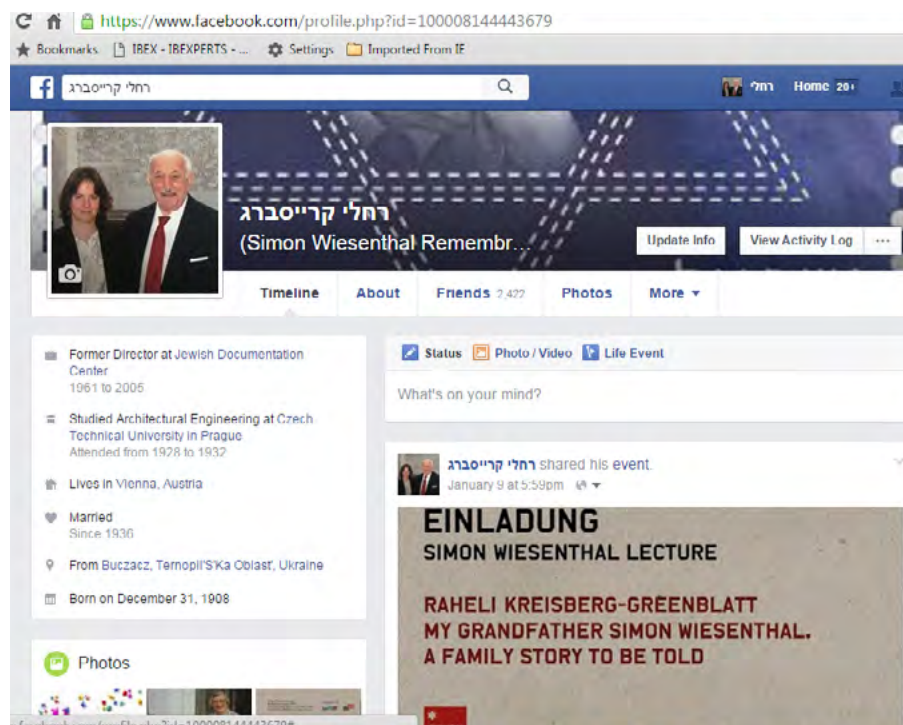 https://www.facebook.com/profile.php?id=100008144443679
Bookmarks IBEX - IBEXPERTS - ... Settings Imported From IE
רחלי קרייסברג
רחלי Home 20+
רחלי קרייסברג
(Simon Wiesenthal Remembr...
Update Info View Activity Log ...
Timeline About Friends 2,422 Photos More
Former Director at Jewish Documentation
Center
1961 to 2005
Studied Architectural Engineering at Czech
Technical University in Prague
Attended from 1928 to 1932
Lives in Vienna, Austria
Married
Since 1936
From Buczacz, Ternopil'S'Ka Oblast', Ukraine
Born on December 31, 1908
Photos
Status Photo / Video Life Event
What's on your mind?
רחלי קרייסברג shared his event.
January 9 at 5:59pm
EINLADUNG
SIMON WIESENTHAL LECTURE
RAHELI KREISBERG-GREENBLATT
MY GRANDFATHER SIMON WIESENTHAL.
A FAMILY STORY TO BE TOLD